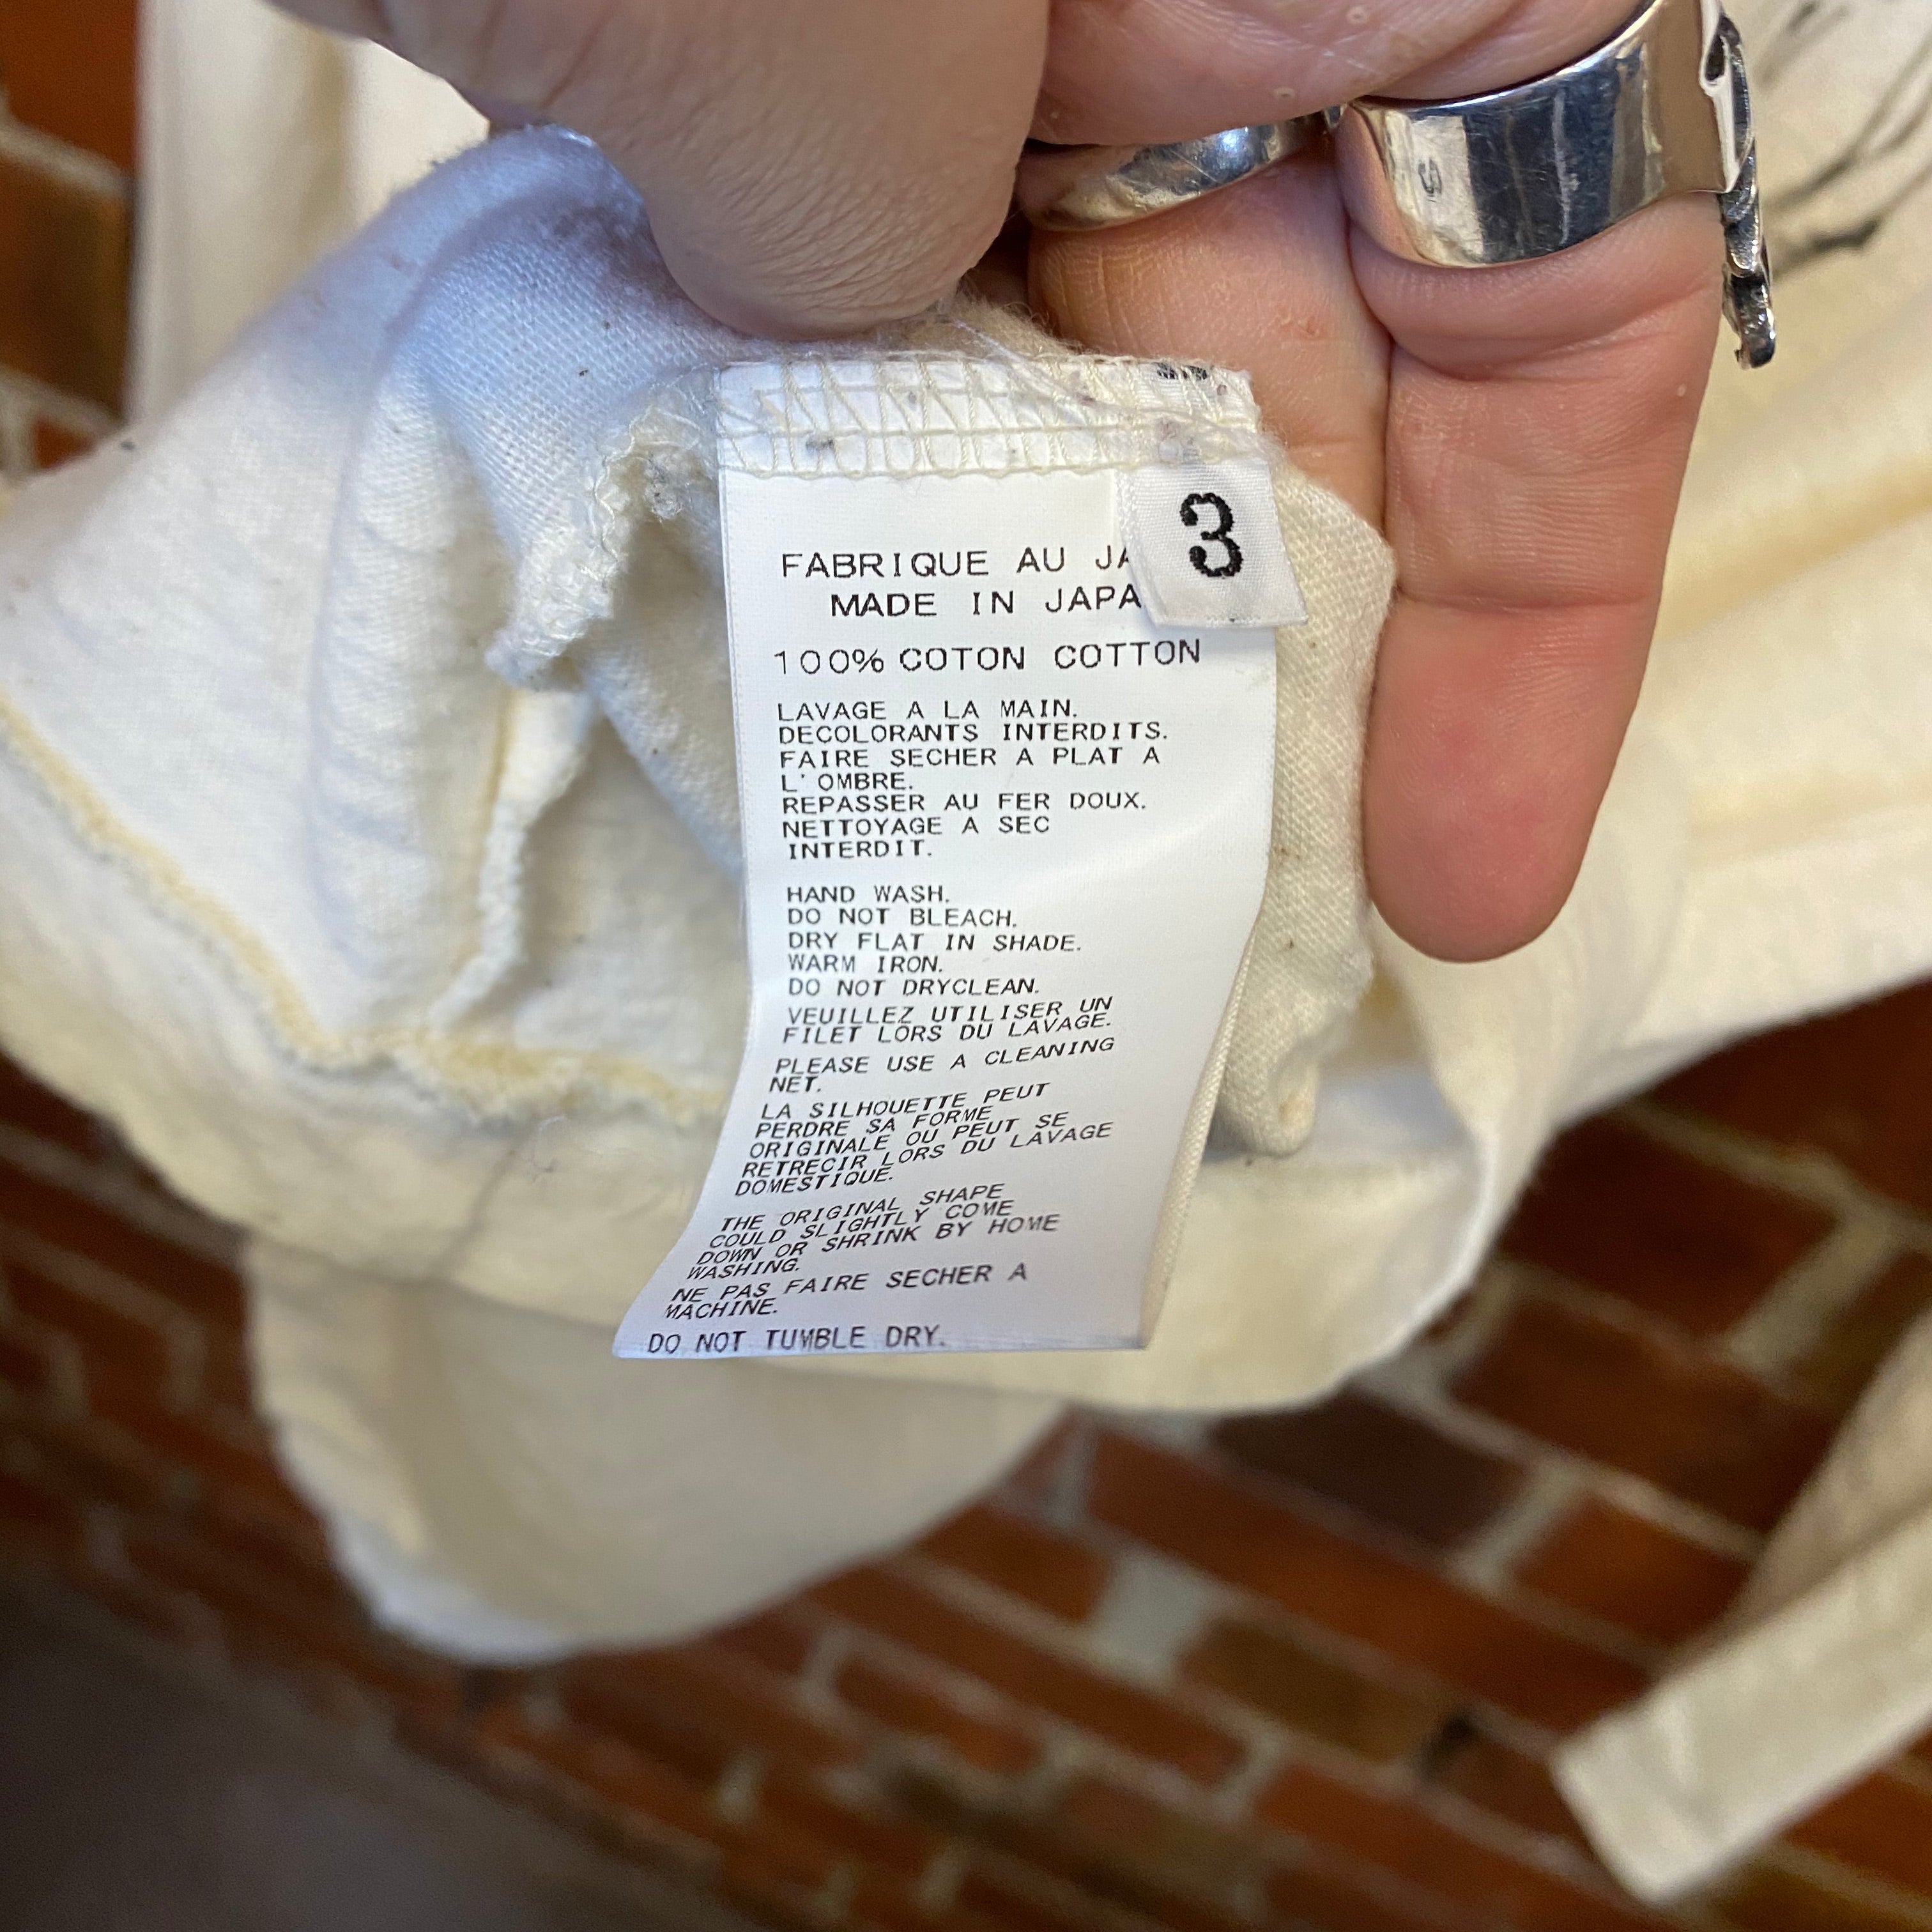 3
FABRIQUE AU JA
MADE IN JAPA
100% COTON COTTON
LAVAGE A LA MAIN.
DECOLORANTS INTERDITS.
FAIRE SECHER A PLAT A
L'OMBRE.
REPASSER AU FER DOUX.
NETTOYAGE A SEC
INTERDIT.
HAND WASH.
DO NOT BLEACH.
DRY FLAT IN SHADE.
WARM IRON.
DO NOT DRYCLEAN.
VEUILLEZ UTILISER UN
FILET LORS DU LAVAGE.
PLEASE USE A CLEANING
NET.
LA SILHOUETTE PEUT
PERDRE SA FORME
ORIGINALE OU PEUT SE
RETRECIR LORS DU LAVAGE
DOMESTIQUE.
THE ORIGINAL SHAPE
COULD SLIGHTLY COME
DOWN OR SHRINK BY HOME
WASHING.
NE PAS FAIRE SECHER A
MACHINE.
DO NOT TUMBLE DRY.